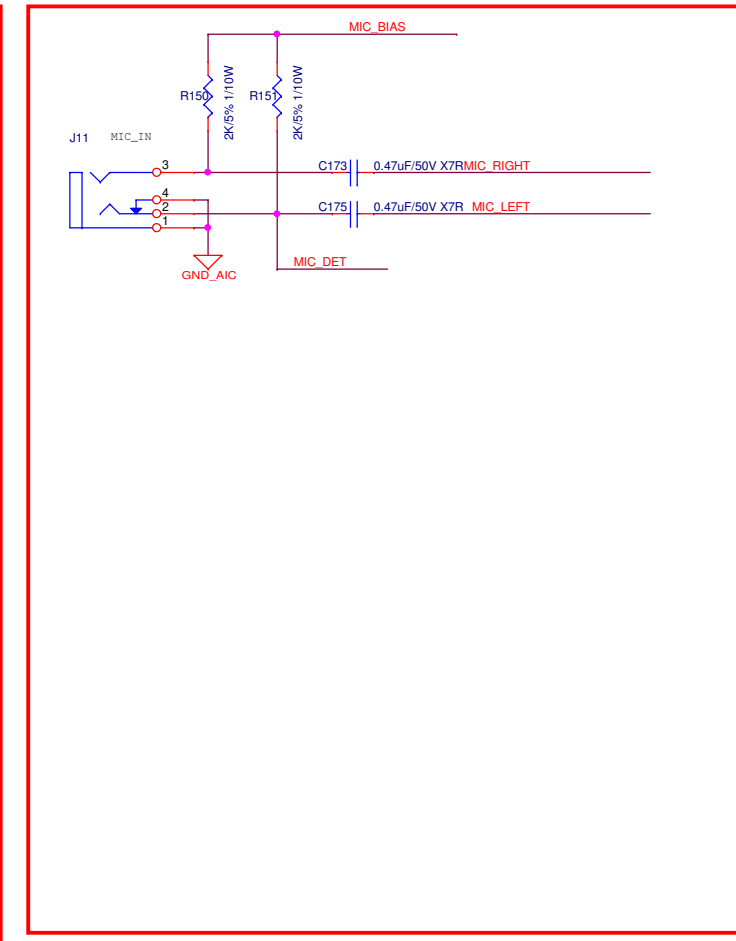 MIC_BIAS
R150
2K/5% 1/10W
R151
2K/5% 1/10W
J11 MIC_IN
3
C173 0.47uF/50V X7R MIC_RIGHT
4
2
C175 0.47uF/50V X7R MIC_LEFT
1
MIC_DET
GND_AIC